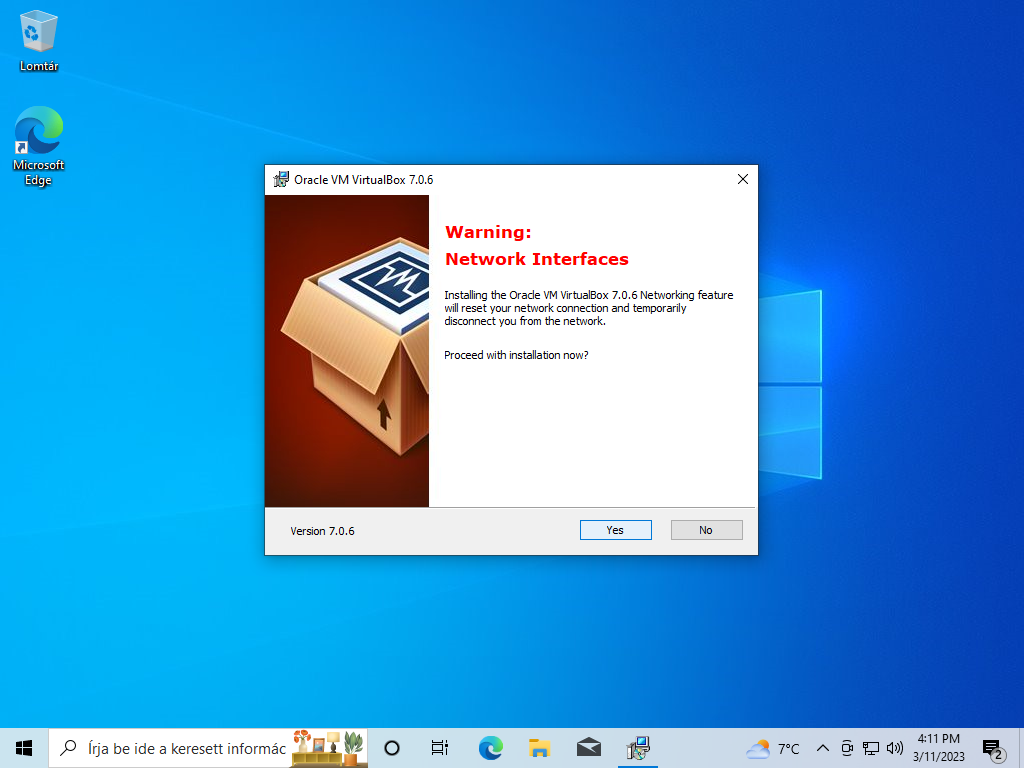 Lomtár
Microsoft
Edge
Oracle VM VirtualBox 7.0.6
Warning:
Network Interfaces
Installing the Oracle VM VirtualBox 7.0.6 Networking feature
will reset your network connection and temporarily
disconnect you from the network.
Proceed with installation now?
Version 7.0.6
Yes
No
Írja be ide a keresett informác
7°C
4:11 PM
3/11/2023
2